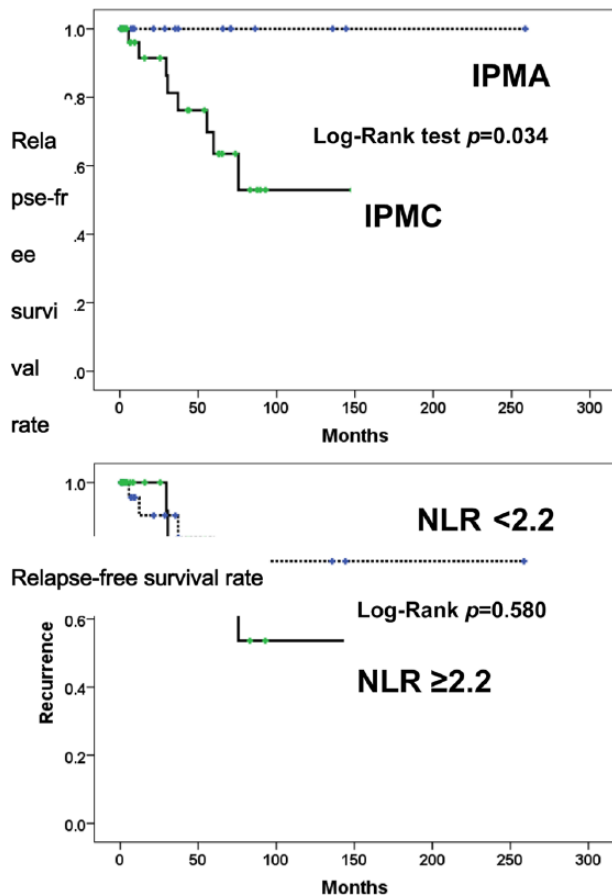 1.0
IPMA
.8
Log-Rank test p=0.034
Rela
pse-fr
ee
survi
val
rate
.6
IPMC
.4
.2
.0
0 50 100 150 200 250 300
Months
1.0
NLR <2.2
Relapse-free survival rate
Log-Rank p=0.580
0.6
NLR ≥2.2
Recurrence
0.4
0.2
0.0
0 50 100 150 200 250 300
Months